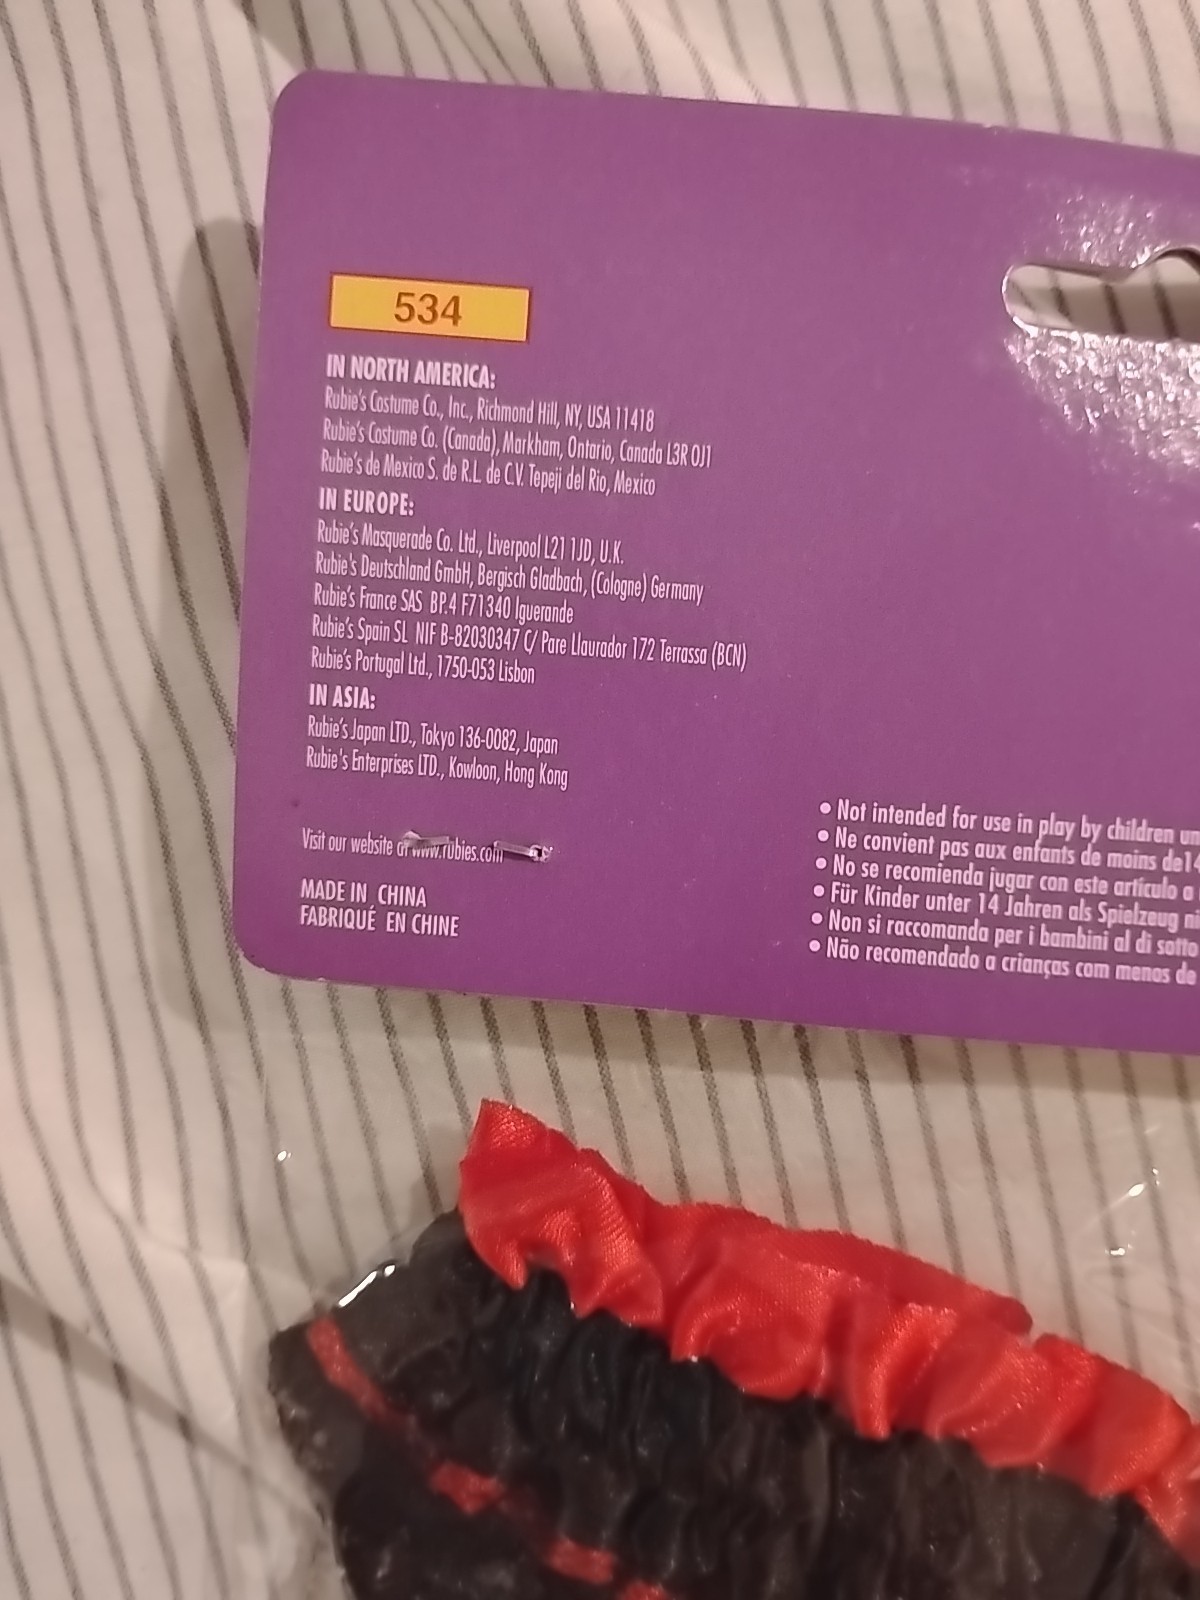 534
IN NORTH AMERICA:
Rubie's Costume Co., Inc., Richmond Hill, NY, USA 11418
Rubie's Costume Co. (Canada), Markham, Ontario, Canada L3R OJ1
Rubie's de Mexico S. de R.L. de C.V. Tepeji del Rio, Mexico
IN EUROPE:
Rubie's Masquerade Co. Ltd., Liverpool L21 1JD, U.K.
Rubie's Deutschland GmbH, Bergisch Gladbach, (Cologne) Germany
Rubie's France SAS BP.4 F71340 Iguerande
Rubie's Spain SL NIF B-82030347 C/ Pare Llaurador 172 Terrassa (BCN)
Rubie's Portugal Ltd., 1750-053 Lisbon
IN ASIA:
Rubie's Japan LTD., Tokyo 136-0082, Japan
Rubie's Enterprises LTD., Kowloon, Hong Kong
Visit our website at www.rubies.com
MADE IN CHINA
FABRIQUÉ EN CHINE
• Not intended for use in play by children
• Ne convient pas aux enfants de moins de14
• No se recomienda jugar con este artículo a
• Für Kinder unter 14 Jahren als Spielzeug
• Non si raccomanda per i bambini al di sotto
• Não recomendado a crianças com menos de